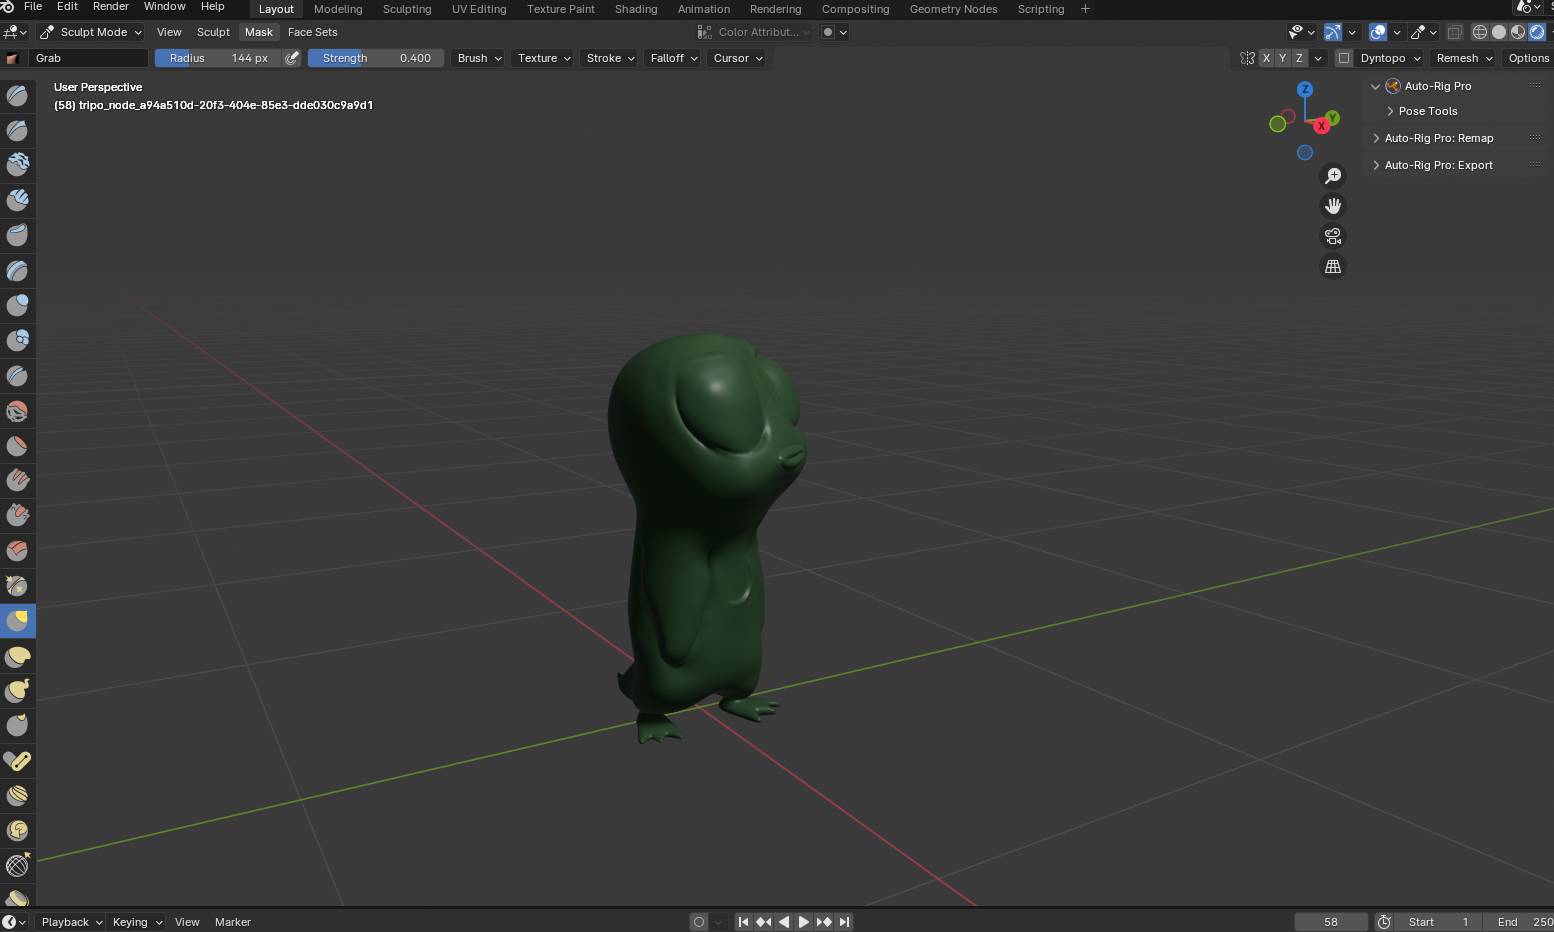 File Edit Render Window Help Layout Modeling Sculpting UV Editing Texture Paint Shading Animation Rendering Compositing Geometry Nodes Scripting +
Sculpt Mode View Sculpt Mask Face Sets Color Attribut...
Grab Radius 144 px Strength 0.400 Brush Texture Stroke Falloff Cursor X Y Z Dyntopo Remesh Options
User Perspective
(58) tripo_node_a94a510d-20f3-404e-85e3-dde030c9a9d1
Z
Y
X
Auto-Rig Pro
Pose Tools
Auto-Rig Pro: Remap
Auto-Rig Pro: Export
Playback Keying View Marker 58 Start 1 End 250